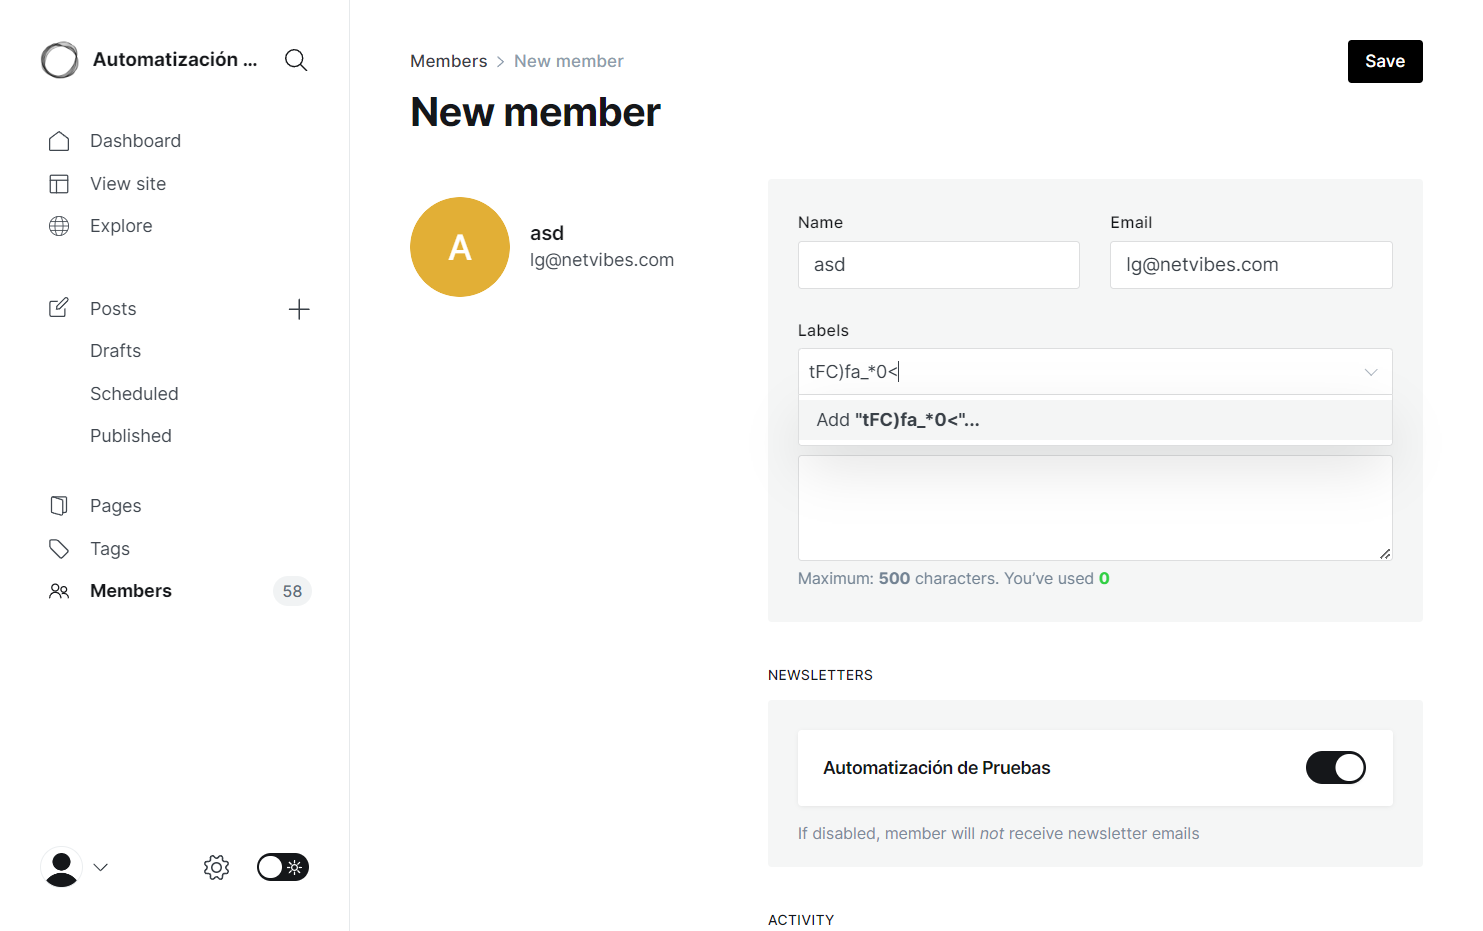 Automatización ...
Dashboard
View site
Explore
Posts
Drafts
Scheduled
Published
Pages
Tags
Members
58
Members > New member
Save
New member
A
asd
lg@netvibes.com
Name
Email
asd
lg@netvibes.com
Labels
tFC)fa_*0<
Add "tFC)fa_*0<"...
Maximum: 500 characters. You’ve used 0
NEWSLETTERS
Automatización de Pruebas
If disabled, member will not receive newsletter emails
ACTIVITY